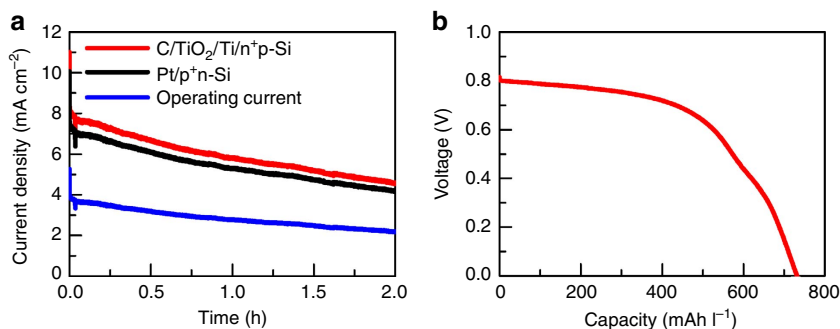 a
12
10
8
6
4
2
0
Current density (mA cm⁻²)
C/TiO₂/Ti/n⁺p-Si
Pt/p⁺n-Si
Operating current
0.0
0.5
1.0
1.5
2.0
Time (h)
b
1.0
0.8
0.6
0.4
0.2
0.0
Voltage (V)
0
200
400
600
800
Capacity (mAh l⁻¹)